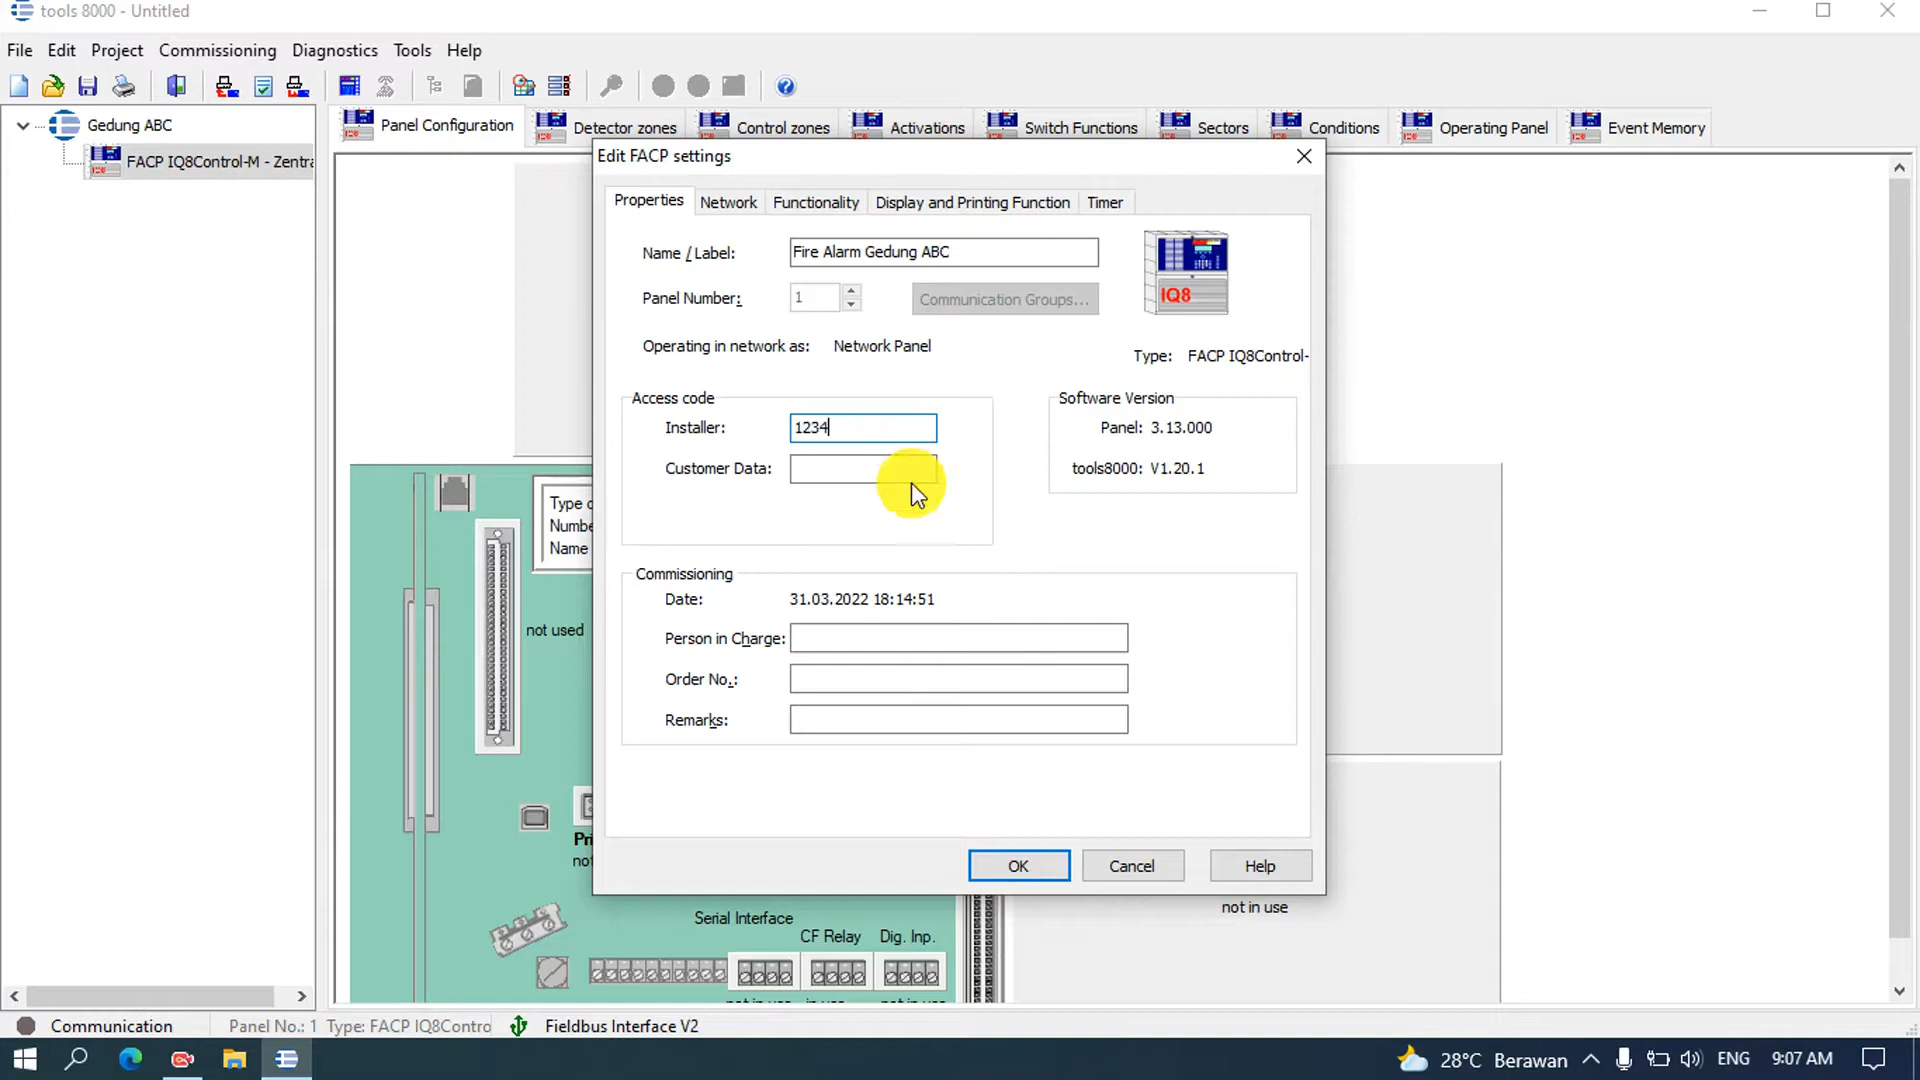 tools 8000 - Untitled
File Edit Project Commissioning Diagnostics Tools Help
Gedung ABC
FACP IQ8Control-M - Zentra
Panel Configuration Detector zones Control zones Activations Switch Functions Sectors Conditions Operating Panel Event Memory
Edit FACP settings
Properties Network Functionality Display and Printing Function Timer
Name / Label: Fire Alarm Gedung ABC
Panel Number: 1 Communication Groups...
IQ8
Operating in network as: Network Panel
Type: FACP IQ8Control-
Access code
Installer: 1234
Customer Data:
Software Version
Panel: 3.13.000
tools8000: V1.20.1
Commissioning
Date: 31.03.2022 18:14:51
Person in Charge:
Order No.:
Remarks:
OK Cancel Help
Type
Name
not used
not in use
Serial Interface
CF Relay Dig. Inp.
Communication Panel No.: 1 Type: FACP IQ8Contro Fieldbus Interface V2
28°C Berawan ENG 9:07 AM